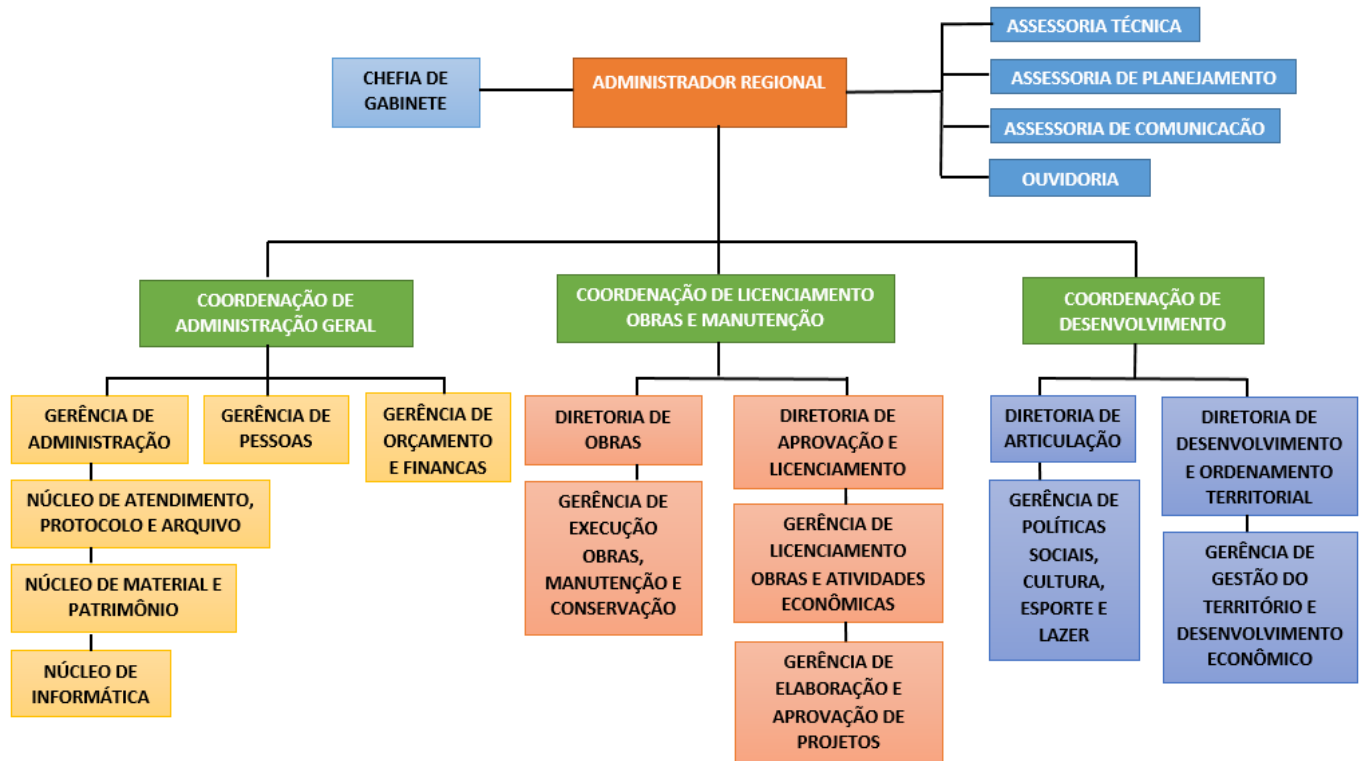 ASSESSORIA TÉCNICA
CHEFIA DE
GABINETE
ADMINISTRADOR REGIONAL
ASSESSORIA DE PLANEJAMENTO
ASSESSORIA DE COMUNICACÃO
OUVIDORIA
COORDENAÇÃO DE
ADMINISTRAÇÃO GERAL
COORDENAÇÃO DE LICENCIAMENTO
OBRAS E MANUTENÇÃO
COORDENAÇÃO DE
DESENVOLVIMENTO
GERÊNCIA DE
ADMINISTRAÇÃO
GERÊNCIA DE
PESSOAS
GERÊNCIA DE
ORÇAMENTO
E FINANCAS
NÚCLEO DE ATENDIMENTO,
PROTOCOLO E ARQUIVO
NÚCLEO DE MATERIAL E
PATRIMÔNIO
NÚCLEO DE
INFORMÁTICA
DIRETORIA DE
OBRAS
GERÊNCIA DE
EXECUÇÃO
OBRAS,
MANUTENÇÃO E
CONSERVAÇÃO
DIRETORIA DE
APROVAÇÃO E
LICENCIAMENTO
GERÊNCIA DE
LICENCIAMENTO
OBRAS E ATIVIDADES
ECONÔMICAS
GERÊNCIA DE
ELABORAÇÃO E
APROVAÇÃO DE
PROJETOS
DIRETORIA DE
ARTICULAÇÃO
GERÊNCIA DE
POLÍTICAS
SOCIAIS,
CULTURA,
ESPORTE E
LAZER
DIRETORIA DE
DESENVOLVIMENTO
E ORDENAMENTO
TERRITORIAL
GERÊNCIA DE
GESTÃO DO
TERRITÓRIO E
DESENVOLVIMENTO
ECONÔMICO